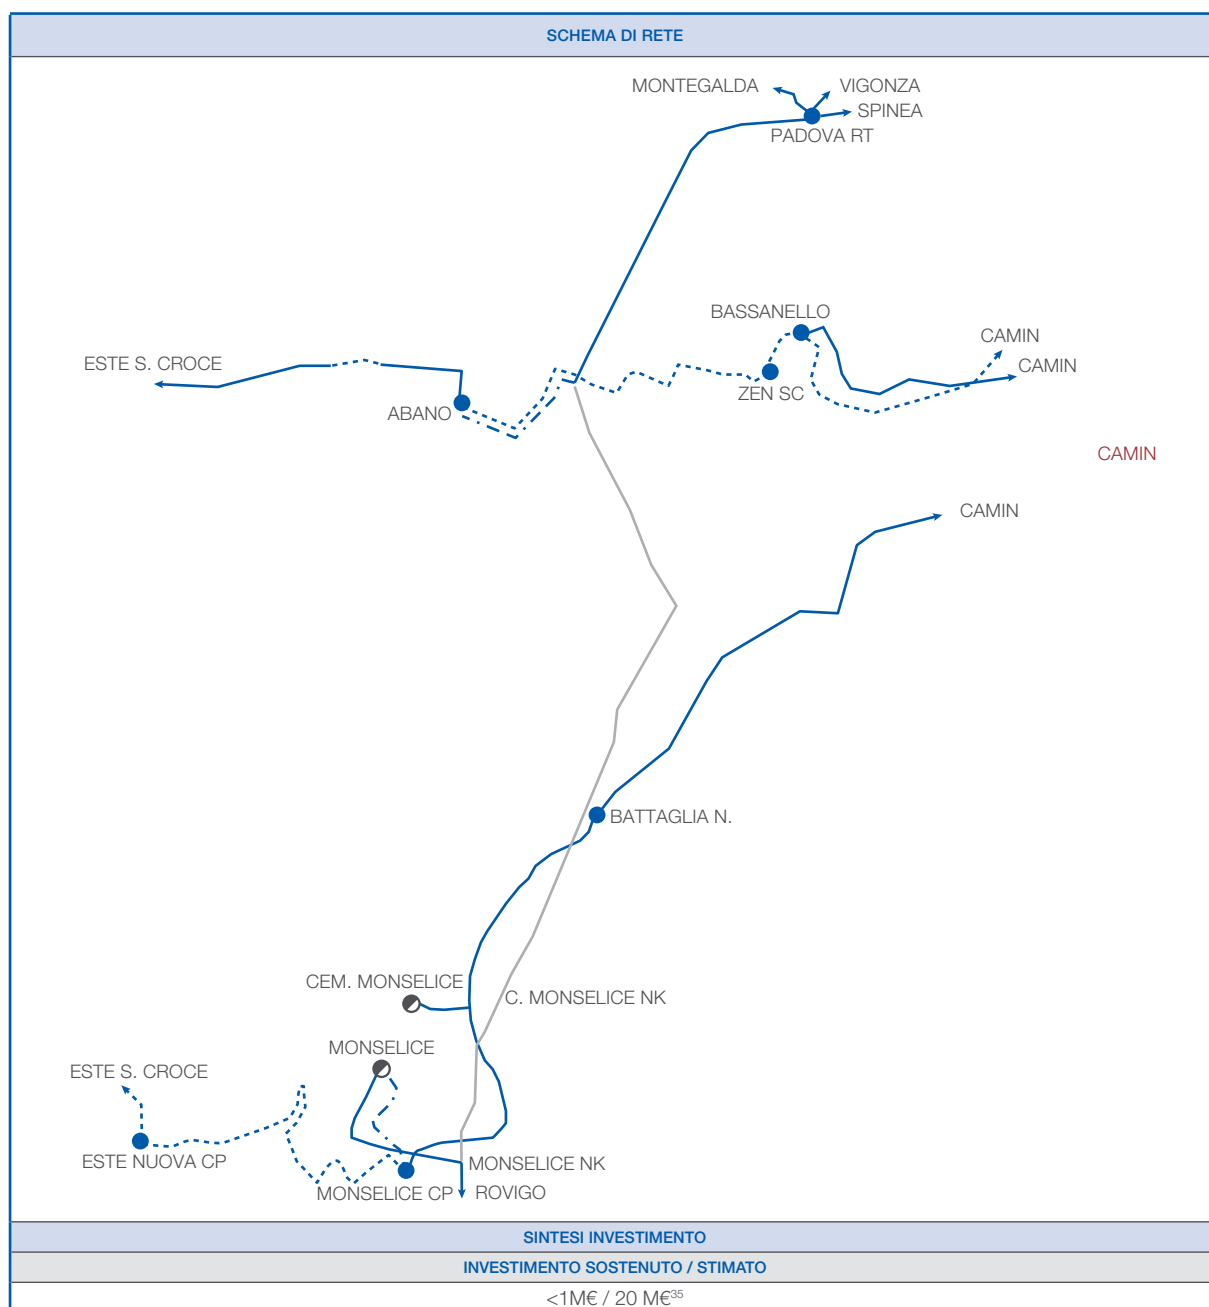 SCHEMA DI RETE
MONTEGALDA
VIGONZA
SPINEA
PADOVA RT
BASSANELLO
CAMIN
ESTE S. CROCE
CAMIN
ZEN SC
ABANO
CAMIN
CAMIN
BATTAGLIA N.
CEM. MONSELICE
C. MONSELICE NK
MONSELICE
ESTE S. CROCE
ESTE NUOVA CP
MONSELICE NK
MONSELICE CP
ROVIGO
SINTESI INVESTIMENTO
INVESTIMENTO SOSTENUTO / STIMATO
<1M€ / 20 M€35